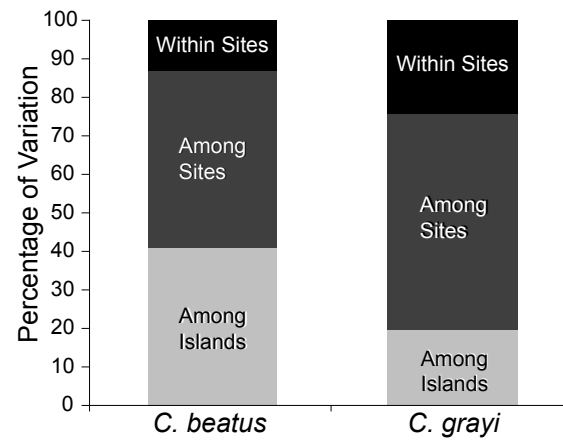 Percentage of Variation
100
90
80
70
60
50
40
30
20
10
0
Within Sites
Among
Sites
Among
Islands
Within Sites
Among
Sites
Among
Islands
C. beatus
C. grayi